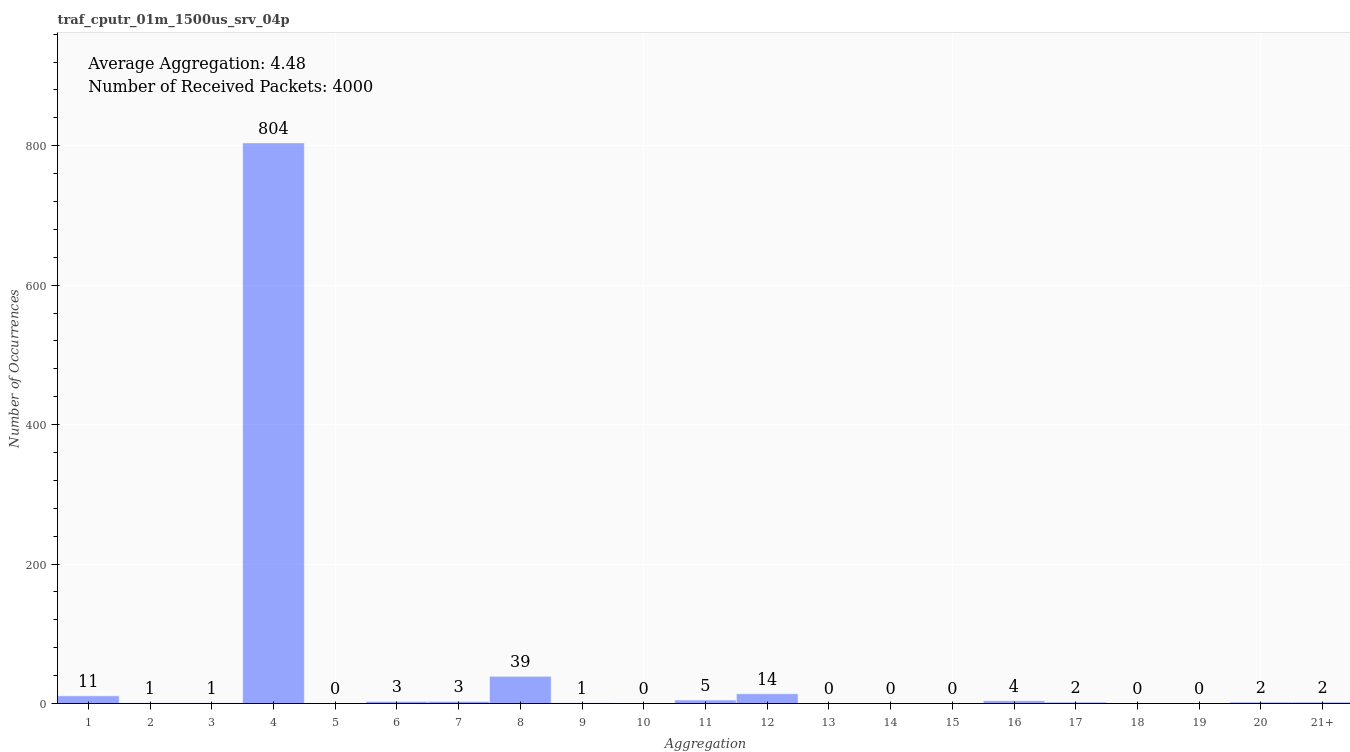 traf_cputr_01m_1500us_srv_04p
Average Aggregation: 4.48
Number of Received Packets: 4000
804
800
600
Number of Occurrences
400
200
39
11 1 1 0 3 3 1 0 5 14 0 0 0 4 2 0 0 2 2
0
1 2 3 4 5 6 7 8 9 10 11 12 13 14 15 16 17 18 19 20 21+
Aggregation